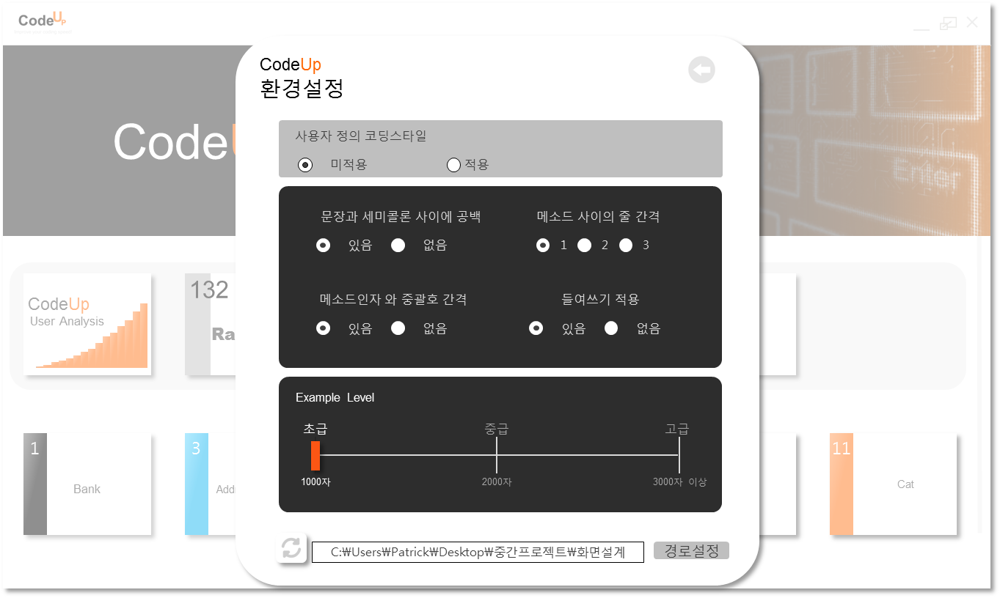 CodeUp
Code
CodeUp
환경설정
사용자 정의 코딩스타일
미적용 적용
문장과 세미콜론 사이에 공백 메소드 사이의 줄 간격
있음 없음 1 2 3
메소드인자 와 중괄호 간격 들여쓰기 적용
있음 없음 있음 없음
Example Level
초급 중급 고급
1000자 2000자 3000자 이상
C:₩Users₩Patrick₩Desktop₩중간프로젝트₩화면설계 경로설정
Enter
CodeUp
User Analysis
132
Ra
1
Bank
3
Addi
11
Cat